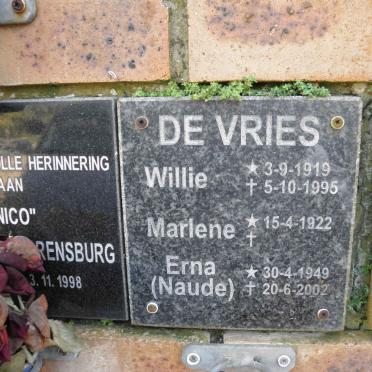 LLE HERINNERING
AAN
NICO"
RENSBURG
3.11.1998
DE VRIES
Willie ★ 3-9-1919
✝ 5-10-1995
Marlene ★ 15-4-1922
✝
Erna ★ 30-4-1949
(Naude) ✝ 20-6-2002